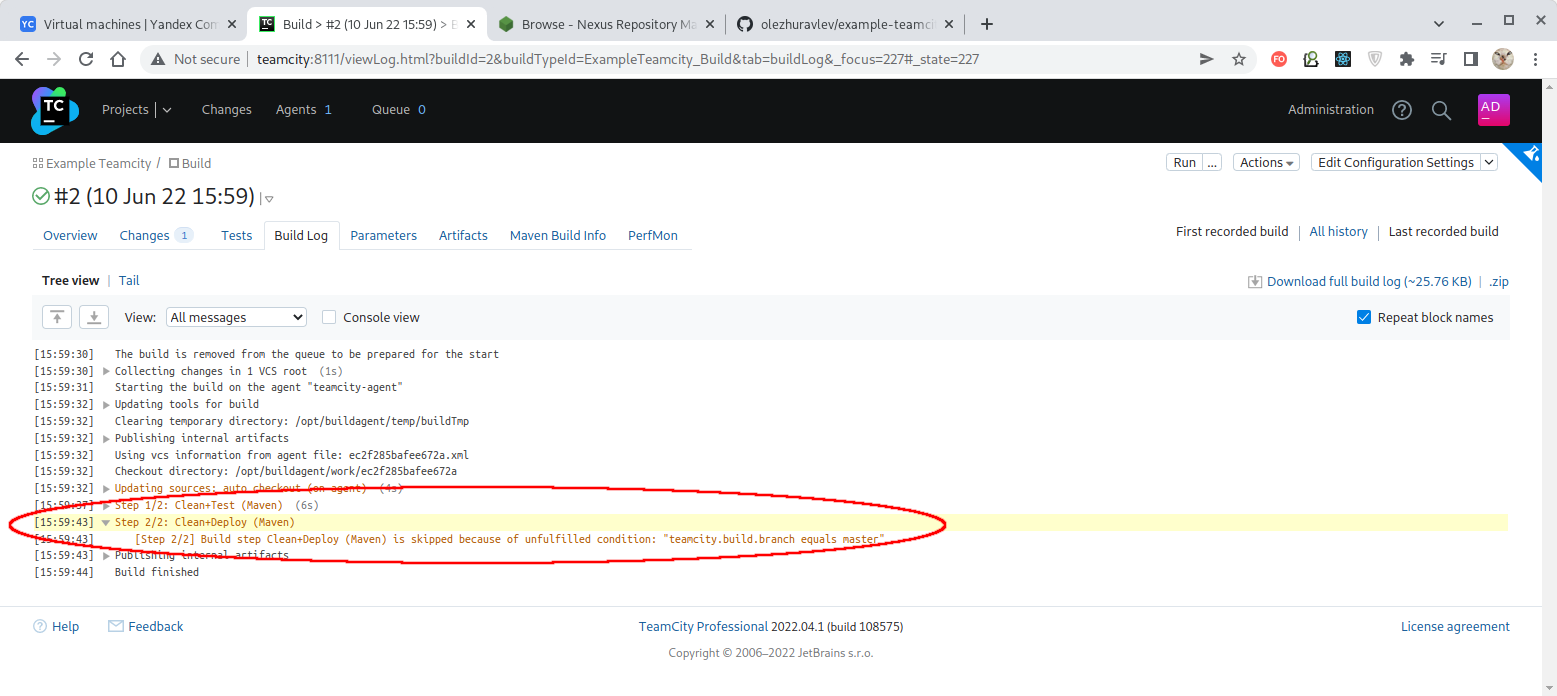 Virtual machines | Yandex Com
Build > #2 (10 Jun 22 15:59) > E
Browse - Nexus Repository Ma
olezhuravlev/example-teamci
Not secure | teamcity:8111/viewLog.html?buildId=2&buildTypeId=ExampleTeamcity_Build&tab=buildLog&_focus=227#_state=227
TC Projects Changes Agents 1 Queue 0 Administration AD
Example Teamcity / Build Run ... Actions Edit Configuration Settings
#2 (10 Jun 22 15:59)
Overview Changes 1 Tests Build Log Parameters Artifacts Maven Build Info PerfMon First recorded build | All history | Last recorded build
Tree view | Tail Download full build log (~25.76 KB) | .zip
View: All messages Console view Repeat block names
[15:59:30] The build is removed from the queue to be prepared for the start
[15:59:30] Collecting changes in 1 VCS root (1s)
[15:59:31] Starting the build on the agent "teamcity-agent"
[15:59:32] Updating tools for build
[15:59:32] Clearing temporary directory: /opt/buildagent/temp/buildTmp
[15:59:32] Publishing internal artifacts
[15:59:32] Using vcs information from agent file: ec2f285bafee672a.xml
[15:59:32] Checkout directory: /opt/buildagent/work/ec2f285bafee672a
[15:59:32] Updating sources: auto checkout (on agent) (4s)
[15:59:37] Step 1/2: Clean+Test (Maven) (6s)
[15:59:43] Step 2/2: Clean+Deploy (Maven)
[15:59:43] [Step 2/2] Build step Clean+Deploy (Maven) is skipped because of unfulfilled condition: "teamcity.build.branch equals master"
[15:59:43] Publishing internal artifacts
[15:59:44] Build finished
Help Feedback TeamCity Professional 2022.04.1 (build 108575) License agreement
Copyright © 2006–2022 JetBrains s.r.o.